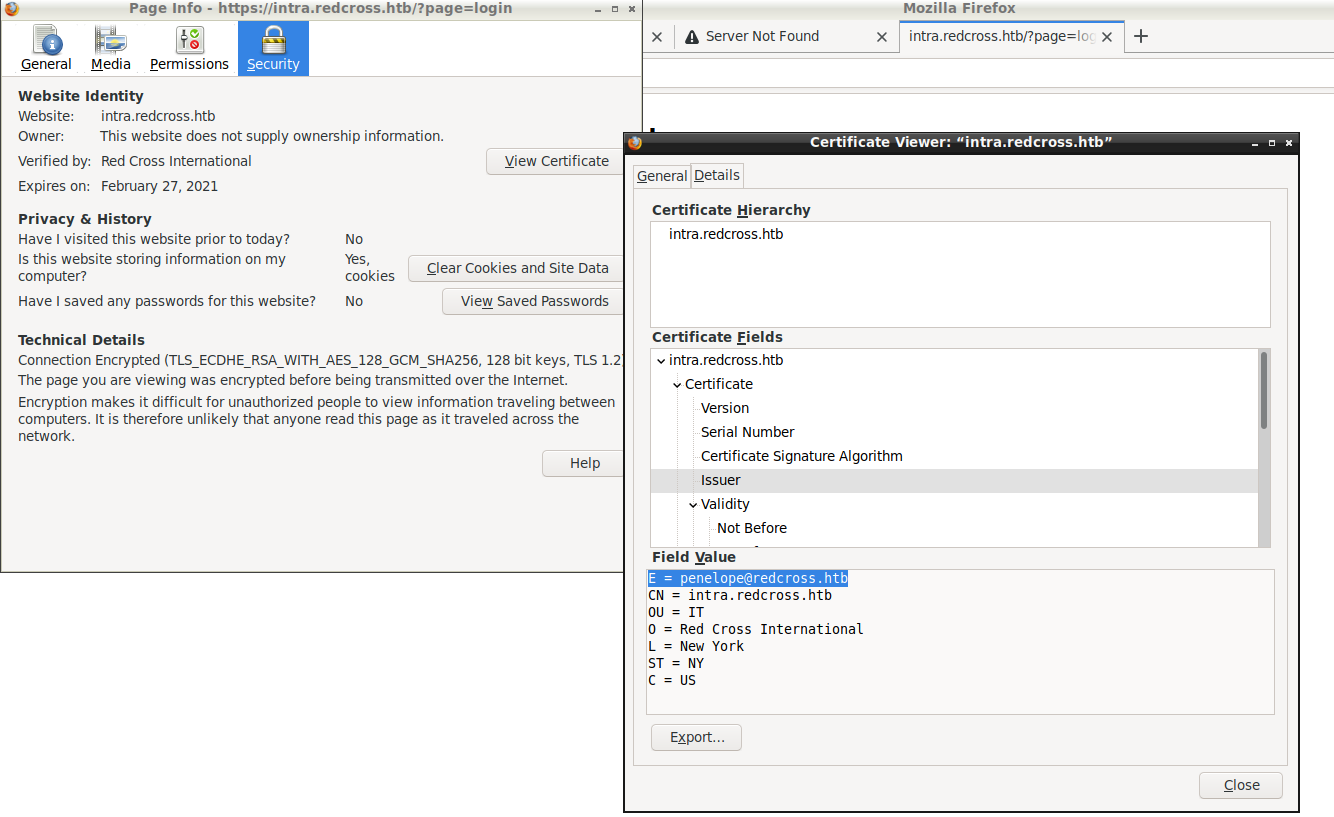 Page Info - https://intra.redcross.htb/?page=login
General
Media
Permissions
Security
Website Identity
Website: intra.redcross.htb
Owner: This website does not supply ownership information.
Verified by: Red Cross International
View Certificate
Expires on: February 27, 2021
Privacy & History
Have I visited this website prior to today? No
Is this website storing information on my computer?
Yes, cookies
Clear Cookies and Site Data
Have I saved any passwords for this website? No
View Saved Passwords
Technical Details
Connection Encrypted (TLS_ECDHE_RSA_WITH_AES_128_GCM_SHA256, 128 bit keys, TLS 1.2)
The page you are viewing was encrypted before being transmitted over the Internet.
Encryption makes it difficult for unauthorized people to view information traveling between
computers. It is therefore unlikely that anyone read this page as it traveled across the
network.
Help
Mozilla Firefox
Server Not Found
intra.redcross.htb/?page=log
Certificate Viewer: “intra.redcross.htb”
General
Details
Certificate Hierarchy
intra.redcross.htb
Certificate Fields
intra.redcross.htb
Certificate
Version
Serial Number
Certificate Signature Algorithm
Issuer
Validity
Not Before
Field Value
E = penelope@redcross.htb
CN = intra.redcross.htb
OU = IT
O = Red Cross International
L = New York
ST = NY
C = US
Export…
Close